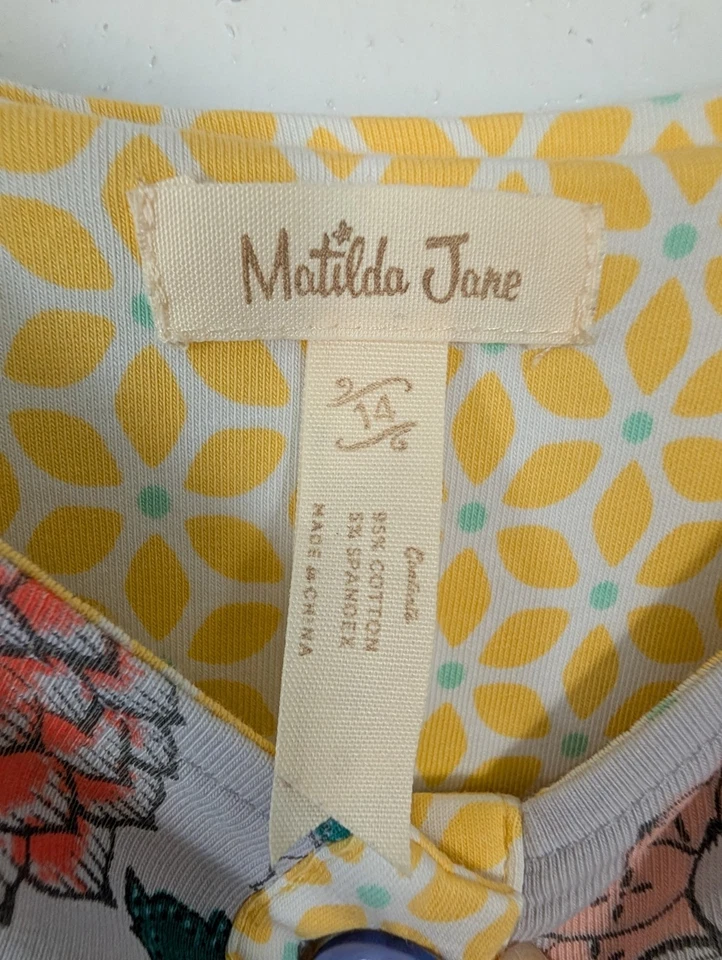 Matilda Jane
14
Contents
95% COTTON
5% SPANDEX
MADE in CHINA